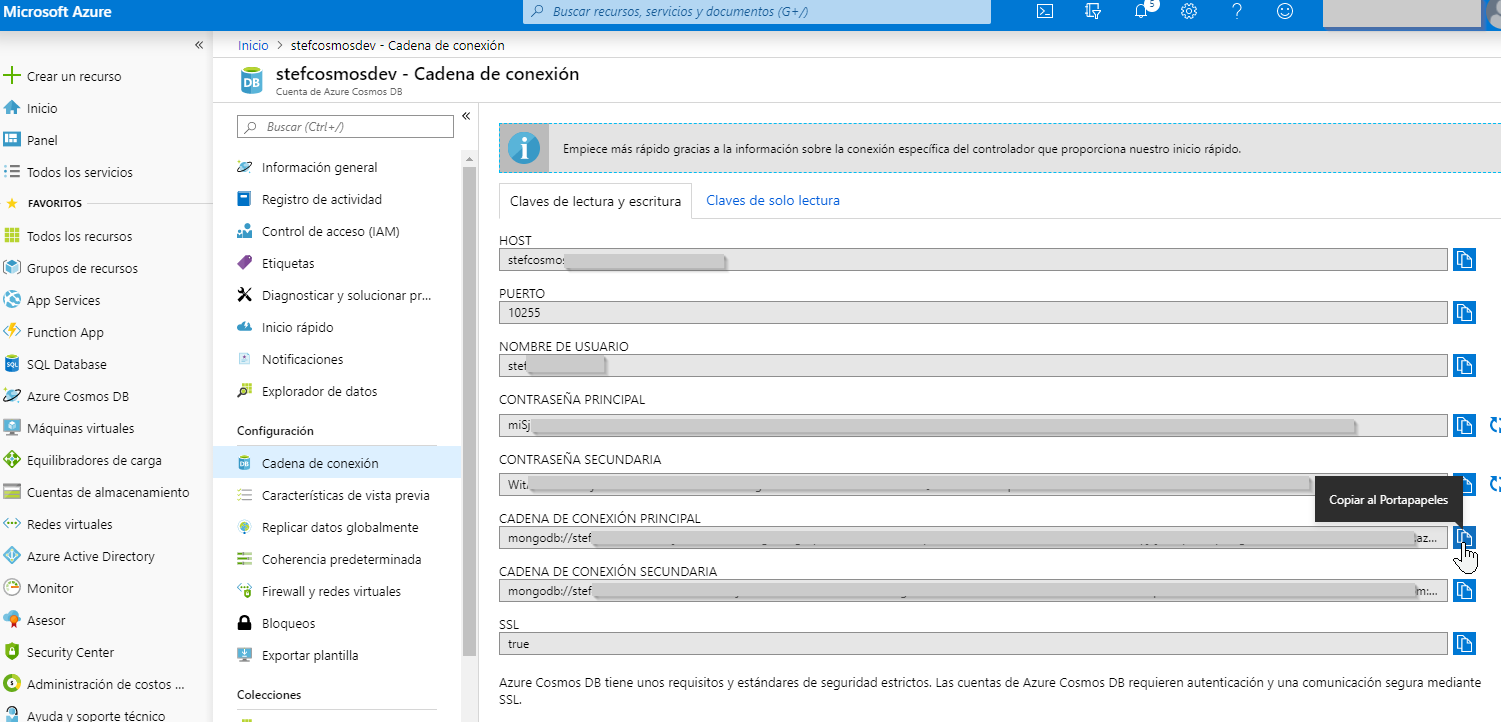 Microsoft Azure
Buscar recursos, servicios y documentos (G+/)
5
Inicio > stefcosmosdev - Cadena de conexión
stefcosmosdev - Cadena de conexión
Cuenta de Azure Cosmos DB
Crear un recurso
Inicio
Panel
Todos los servicios
FAVORITOS
Todos los recursos
Grupos de recursos
App Services
Function App
SQL Database
Azure Cosmos DB
Máquinas virtuales
Equilibradores de carga
Cuentas de almacenamiento
Redes virtuales
Azure Active Directory
Monitor
Asesor
Security Center
Administración de costos ...
Ayuda y soporte técnico
Buscar (Ctrl+/)
Información general
Registro de actividad
Control de acceso (IAM)
Etiquetas
Diagnosticar y solucionar pr...
Inicio rápido
Notificaciones
Explorador de datos
Configuración
Cadena de conexión
Características de vista previa
Replicar datos globalmente
Coherencia predeterminada
Firewall y redes virtuales
Bloqueos
Exportar plantilla
Colecciones
Empiece más rápido gracias a la información sobre la conexión específica del controlador que proporciona nuestro inicio rápido.
Claves de lectura y escritura
Claves de solo lectura
HOST
stefcosmos
PUERTO
10255
NOMBRE DE USUARIO
stef
CONTRASEÑA PRINCIPAL
miSj
CONTRASEÑA SECUNDARIA
Wit
Copiar al Portapapeles
CADENA DE CONEXIÓN PRINCIPAL
mongodb://stef az...
CADENA DE CONEXIÓN SECUNDARIA
mongodb://stef m:...
SSL
true
Azure Cosmos DB tiene unos requisitos y estándares de seguridad estrictos. Las cuentas de Azure Cosmos DB requieren autenticación y una comunicación segura mediante
SSL.